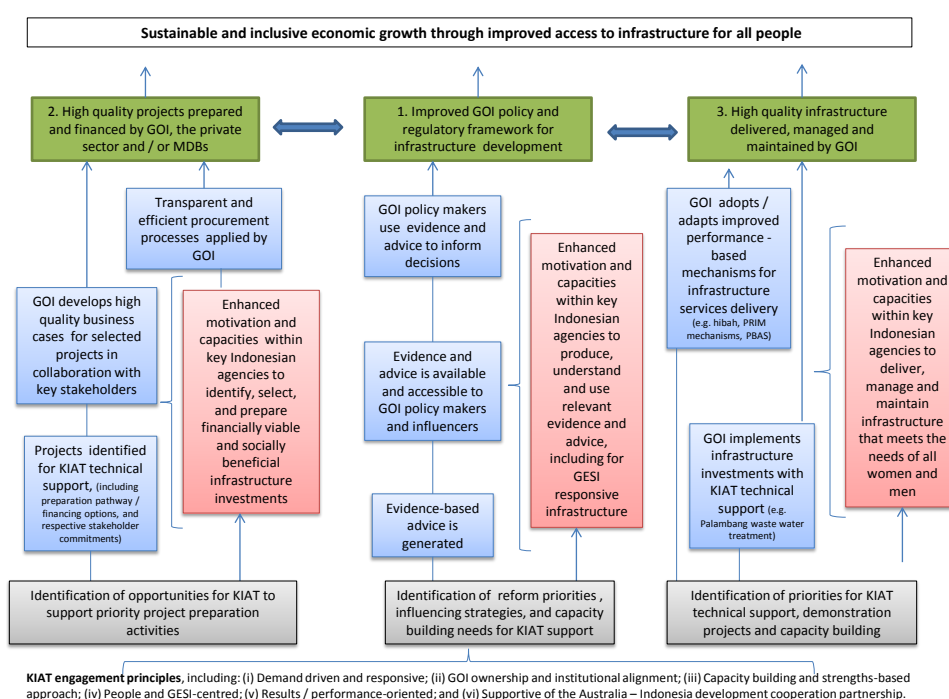 Sustainable and inclusive economic growth through improved access to infrastructure for all people
2. High quality projects prepared
and financed by GOI, the private
sector and / or MDBs
1. Improved GOI policy and
regulatory framework for
infrastructure development
3. High quality infrastructure
delivered, managed and
maintained by GOI
Transparent and
efficient procurement
processes applied by
GOI
GOI develops high
quality business
cases for selected
projects in
collaboration with
key stakeholders
Projects identified
for KIAT technical
support, (including
preparation pathway /
financing options, and
respective stakeholder
commitments)
Enhanced
motivation and
capacities within
key Indonesian
agencies to
identify, select,
and prepare
financially viable
and socially
beneficial
infrastructure
investments
GOI policy makers
use evidence and
advice to inform
decisions
Evidence and
advice is available
and accessible to
GOI policy makers
and influencers
Evidence-based
advice is
generated
Enhanced
motivation and
capacities
within key
Indonesian
agencies to
produce,
understand
and use
relevant
evidence and
advice,
including for
GESI
responsive
infrastructure
GOI adopts /
adapts improved
performance -
based
mechanisms for
infrastructure
services delivery
(e.g. hibah, PRIM
mechanisms, PBAS)
GOI implements
infrastructure
investments with
KIAT technical
support (e.g.
Palambang waste water
treatment)
Enhanced
motivation and
capacities
within key
Indonesian
agencies to
deliver,
manage and
maintain
infrastructure
that meets the
needs of all
women and
men
Identification of opportunities for KIAT to
support priority project preparation
activities
Identification of reform priorities ,
influencing strategies, and capacity
building needs for KIAT support
Identification of priorities for KIAT
technical support, demonstration
projects and capacity building
KIAT engagement principles, including: (i) Demand driven and responsive; (ii) GOI ownership and institutional alignment; (iii) Capacity building and strengths-based
approach; (iv) People and GESI-centred; (v) Results / performance-oriented; and (vi) Supportive of the Australia – Indonesia development cooperation partnership.